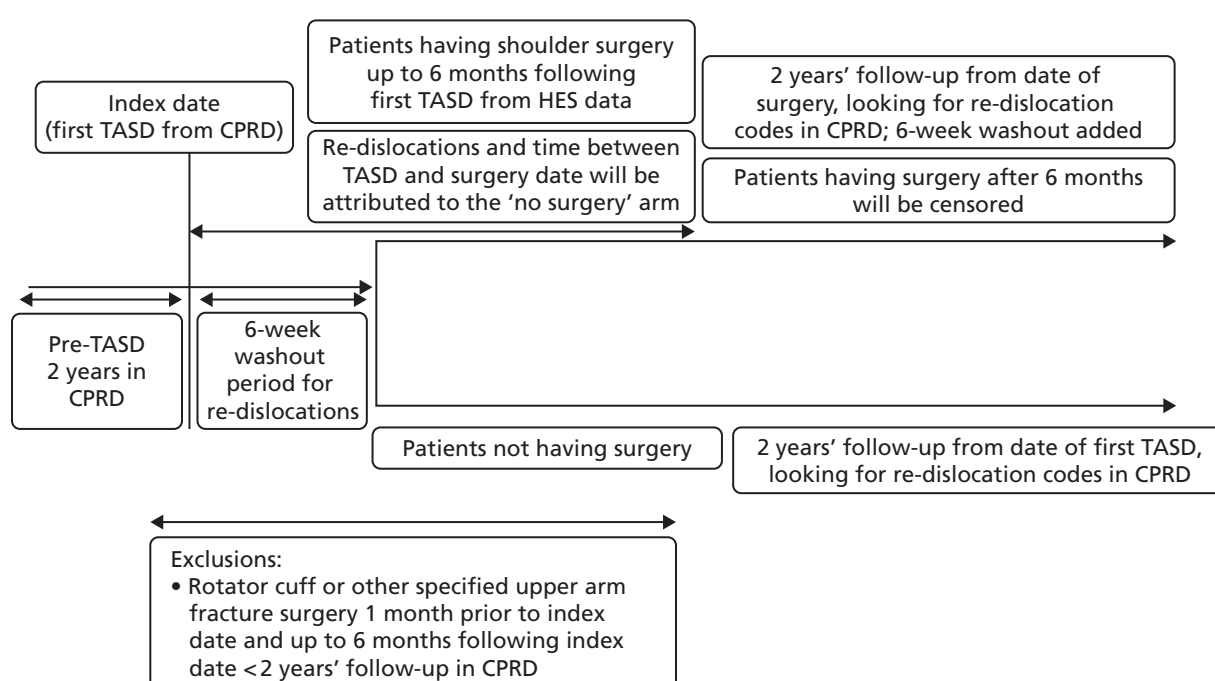 Index date
(first TASD from CPRD)
Patients having shoulder surgery
up to 6 months following
first TASD from HES data
Re-dislocations and time between
TASD and surgery date will be
attributed to the ‘no surgery’ arm
2 years’ follow-up from date of
surgery, looking for re-dislocation
codes in CPRD; 6-week washout added
Patients having surgery after 6 months
will be censored
Pre-TASD
2 years in
CPRD
6-week
washout
period for
re-dislocations
Patients not having surgery
2 years’ follow-up from date of first TASD,
looking for re-dislocation codes in CPRD
Exclusions:
• Rotator cuff or other specified upper arm
fracture surgery 1 month prior to index
date and up to 6 months following index
date <2 years’ follow-up in CPRD